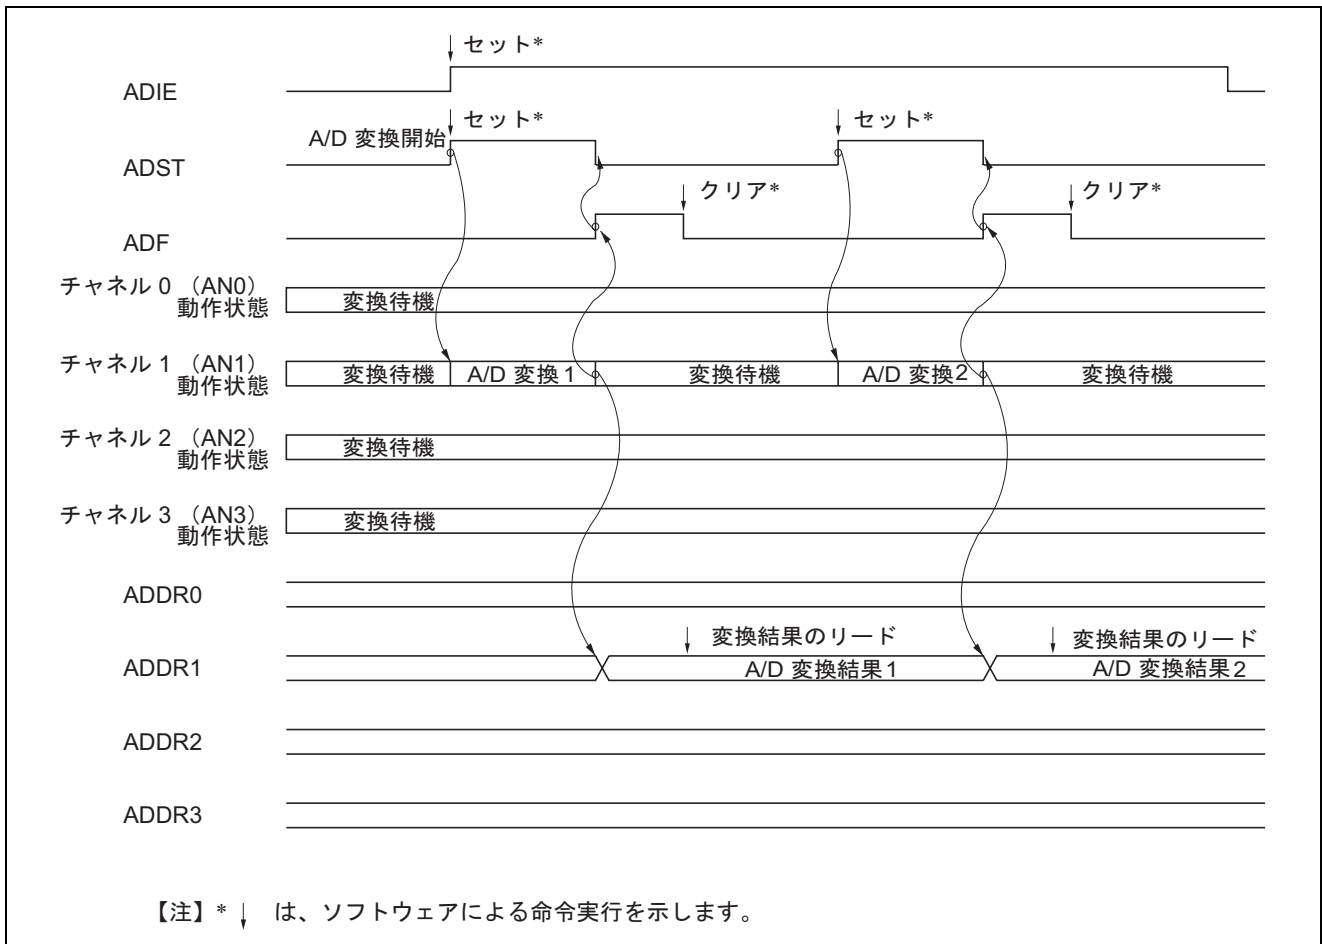 セット*
ADIE
セット* セット*
A/D 変換開始
ADST
クリア* クリア*
ADF
チャネル 0 (AN0)
動作状態
変換待機
チャネル 1 (AN1)
動作状態
変換待機 A/D 変換1 変換待機 A/D 変換2 変換待機
チャネル 2 (AN2)
動作状態
変換待機
チャネル 3 (AN3)
動作状態
変換待機
ADDR0
変換結果のリード 変換結果のリード
ADDR1
A/D 変換結果1 A/D 変換結果2
ADDR2
ADDR3
【注】* ↓ は、ソフトウェアによる命令実行を示します。